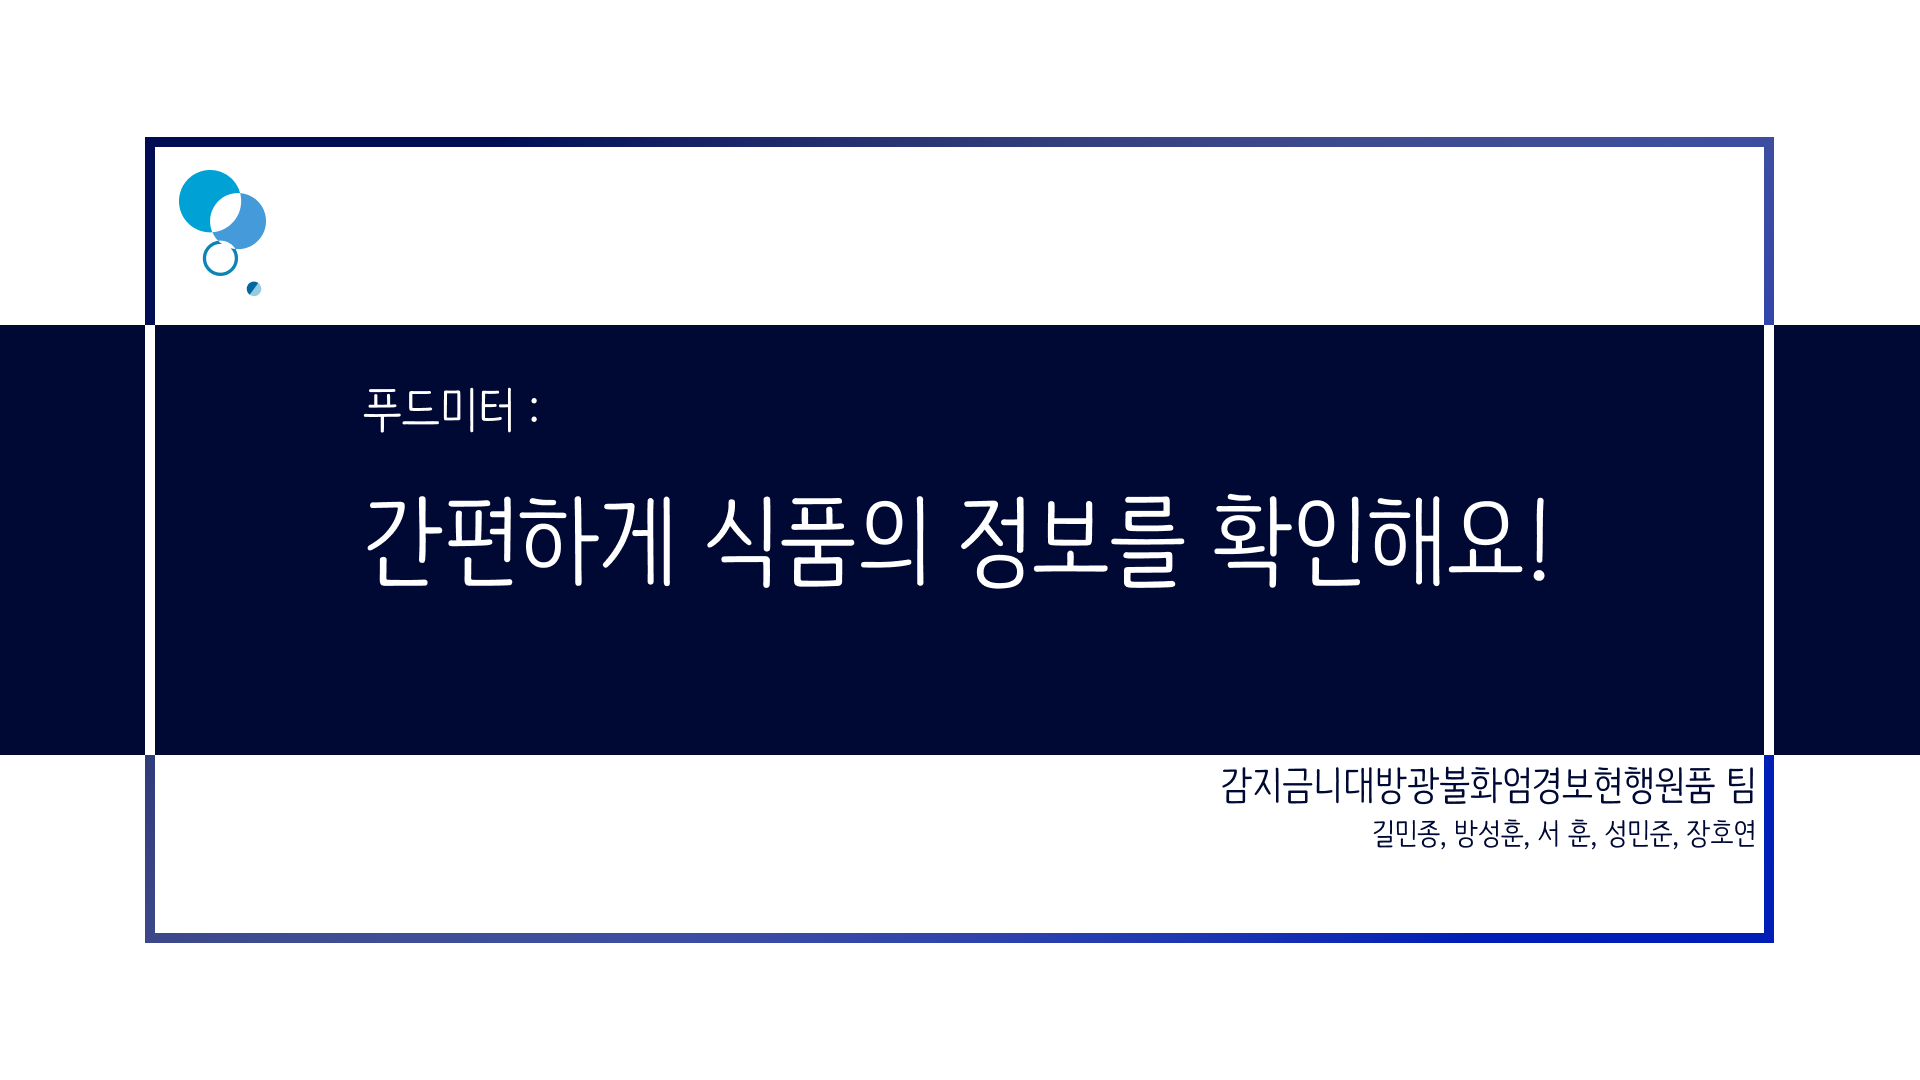 푸드미터 :
간편하게 식품의 정보를 확인해요!
감지금니대방광불화엄경보현행원품 팀
길민종, 방성훈, 서 훈, 성민준, 장호연